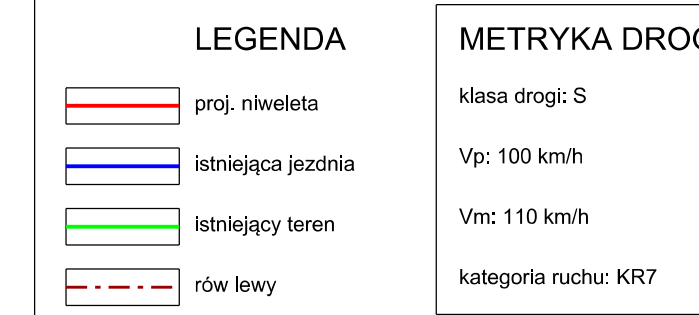 LEGENDA
proj. niweleta
istniejąca jezdnia
istniejący teren
rów lewy
METRYKA DROG
klasa drogi: S
Vp: 100 km/h
Vm: 110 km/h
kategoria ruchu: KR7